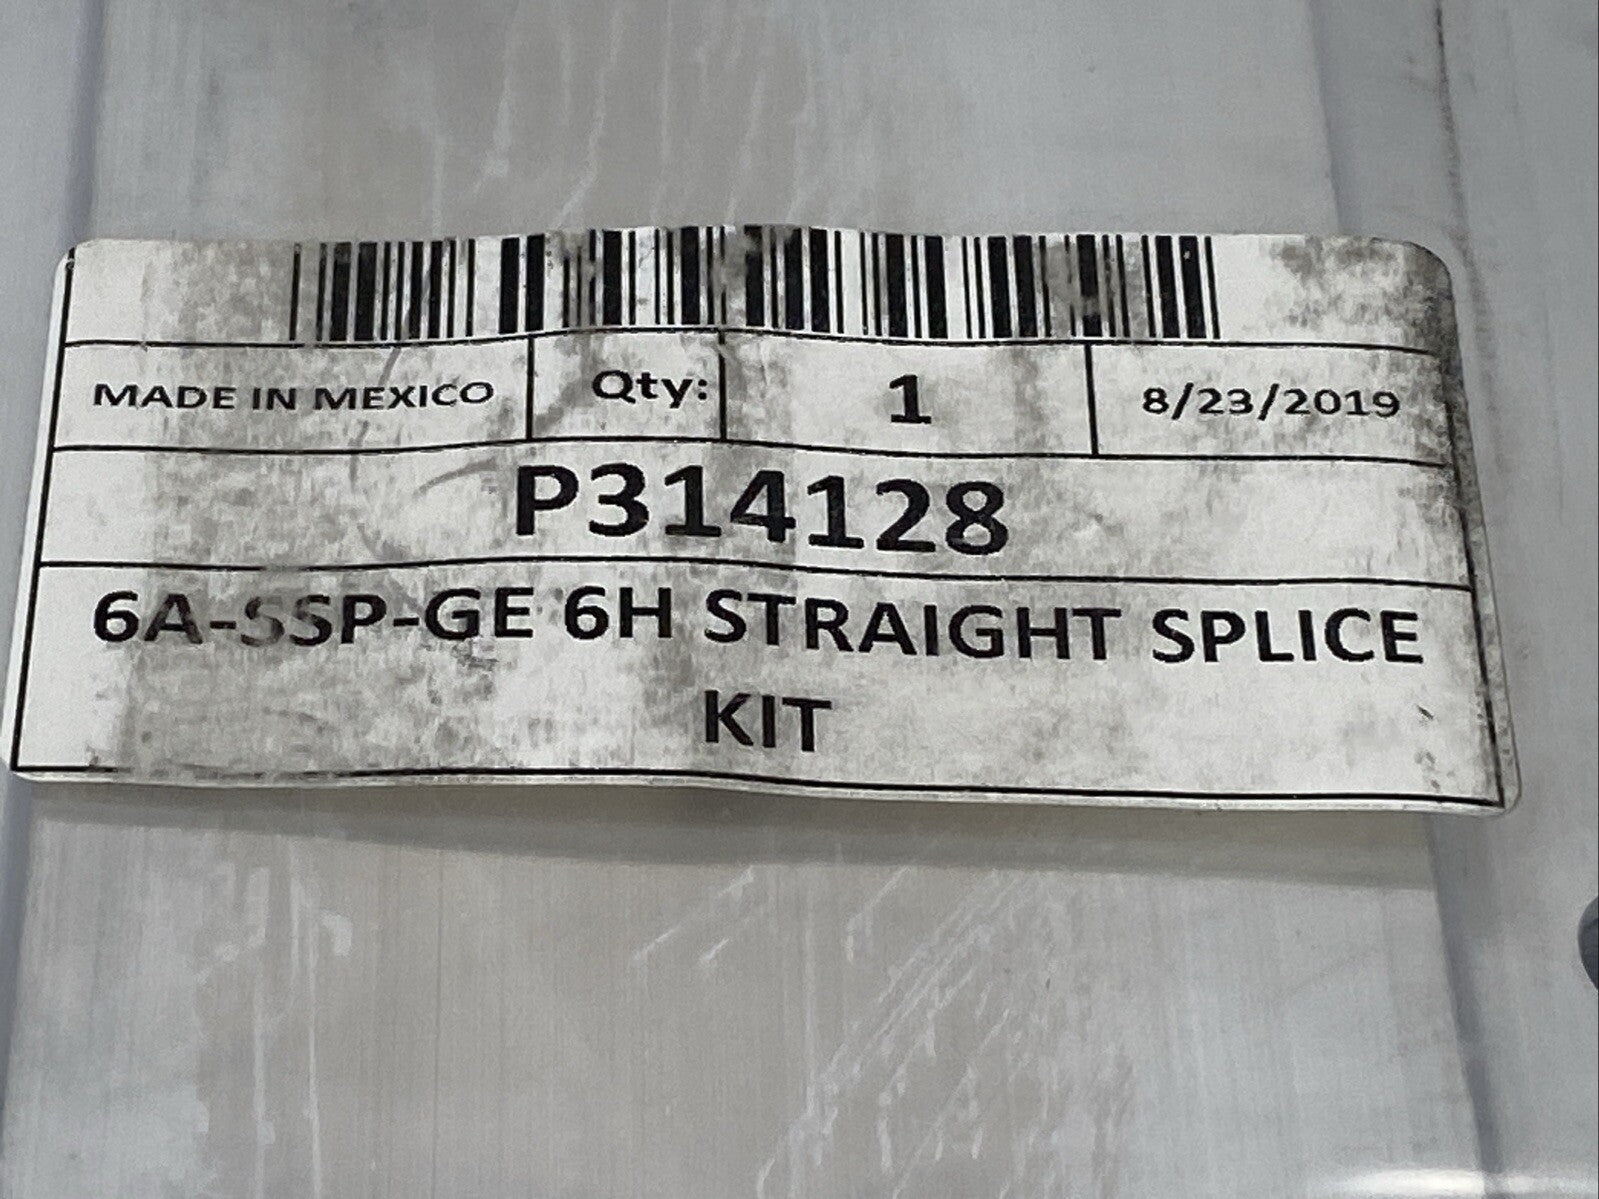 MADE IN MEXICO Qty: 1 8/23/2019
P314128
6A-SSP-GE 6H STRAIGHT SPLICE
KIT